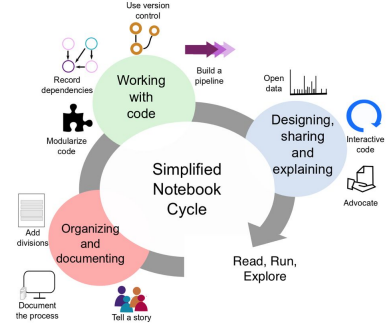 Use version
control
Record
dependencies
Working
with
code
Build a
pipeline
Modularize
code
Open
data
Designing,
sharing
and
explaining
Interactive
code
Advocate
Simplified
Notebook
Cycle
Add
divisions
Organizing
and
documenting
Read, Run,
Explore
Document
the process
Tell a story